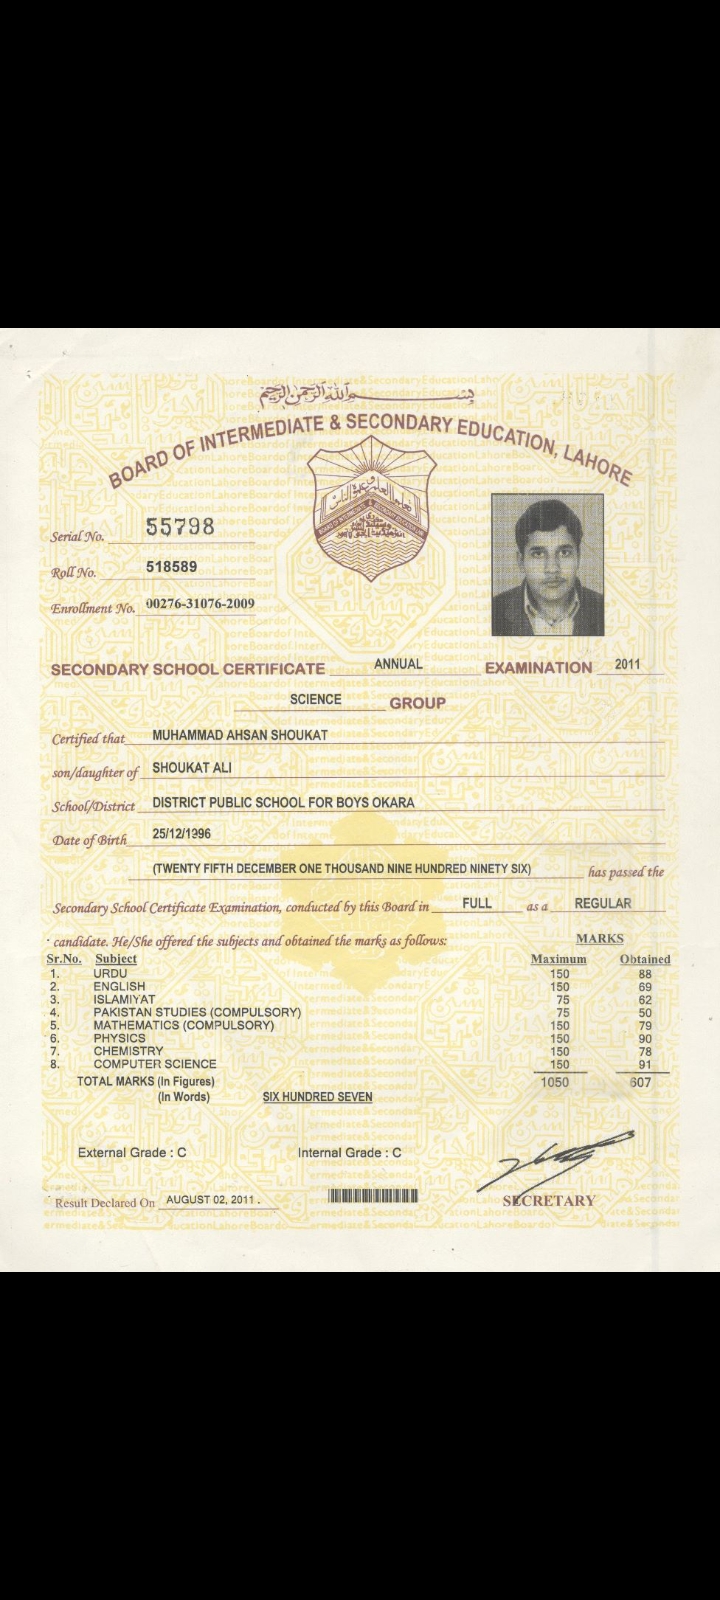 بِسْمِ اللهِ الرَّحْمٰنِ الرَّحِيْمِ
BOARD OF INTERMEDIATE & SECONDARY EDUCATION, LAHORE
Serial No. 55798
Roll No. 518589
Enrollment No. 00276-31076-2009
SECONDARY SCHOOL CERTIFICATE ANNUAL EXAMINATION 2011
SCIENCE GROUP
Certified that MUHAMMAD AHSAN SHOUKAT
son/daughter of SHOUKAT ALI
School/District DISTRICT PUBLIC SCHOOL FOR BOYS OKARA
Date of Birth 25/12/1996
(TWENTY FIFTH DECEMBER ONE THOUSAND NINE HUNDRED NINETY SIX) has passed the
Secondary School Certificate Examination, conducted by this Board in FULL as a REGULAR
candidate. He/She offered the subjects and obtained the marks as follows: MARKS
Sr.No. Subject Maximum Obtained
1. URDU 150 88
2. ENGLISH 150 69
3. ISLAMIYAT 75 62
4. PAKISTAN STUDIES (COMPULSORY) 75 50
5. MATHEMATICS (COMPULSORY) 150 79
6. PHYSICS 150 90
7. CHEMISTRY 150 78
8. COMPUTER SCIENCE 150 91
TOTAL MARKS (In Figures) 1050 607
(In Words) SIX HUNDRED SEVEN
External Grade : C Internal Grade : C
Result Declared On AUGUST 02, 2011 . SECRETARY